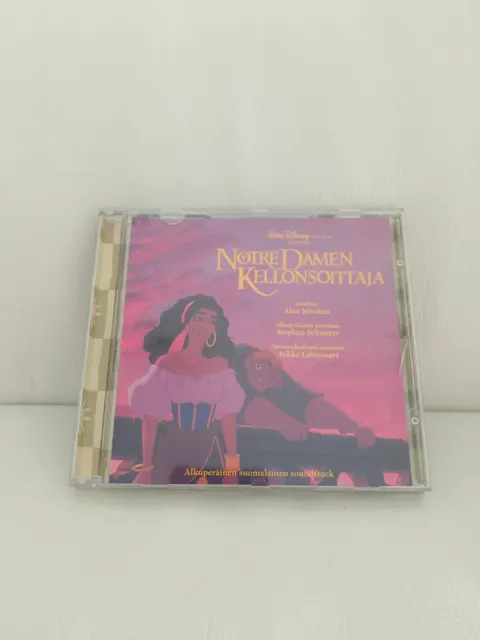 Walt Disney
NOTRE DAMEN
KELLONSOITTAJA
Alan Menken
Stephen Schwartz
Pekka Lehtosaari
Alkuperäinen suomalainen soundtrack